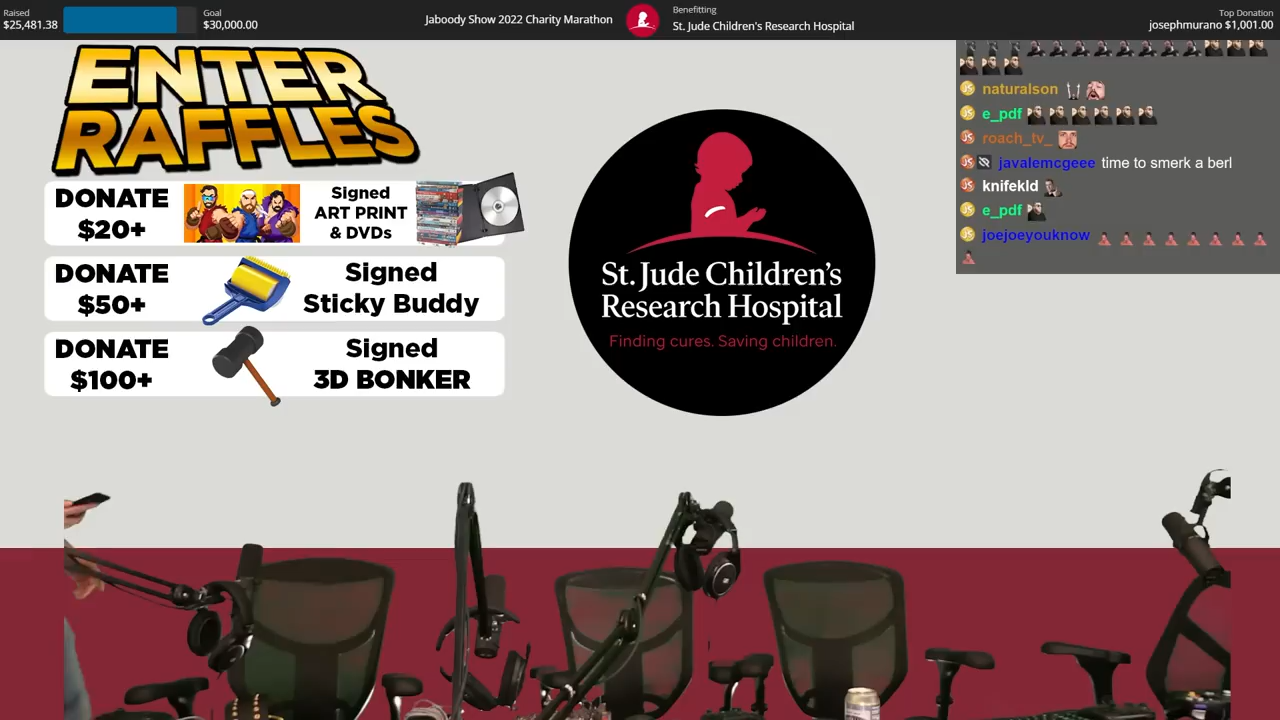 Raised
$25,481.38
Goal
$30,000.00
Jaboody Show 2022 Charity Marathon
Benefitting
St. Jude Children's Research Hospital
Top Donation
josephmurano $1,001.00
ENTER
RAFFLES
DONATE
$20+
Signed
ART PRINT
& DVDs
DONATE
$50+
Signed
Sticky Buddy
DONATE
$100+
Signed
3D BONKER
St. Jude Children's
Research Hospital
Finding cures. Saving children.
naturalson
e_pdf
roach_tv_
javalemcgeee time to smerk a berl
knifekld
e_pdf
joejoeyouknow